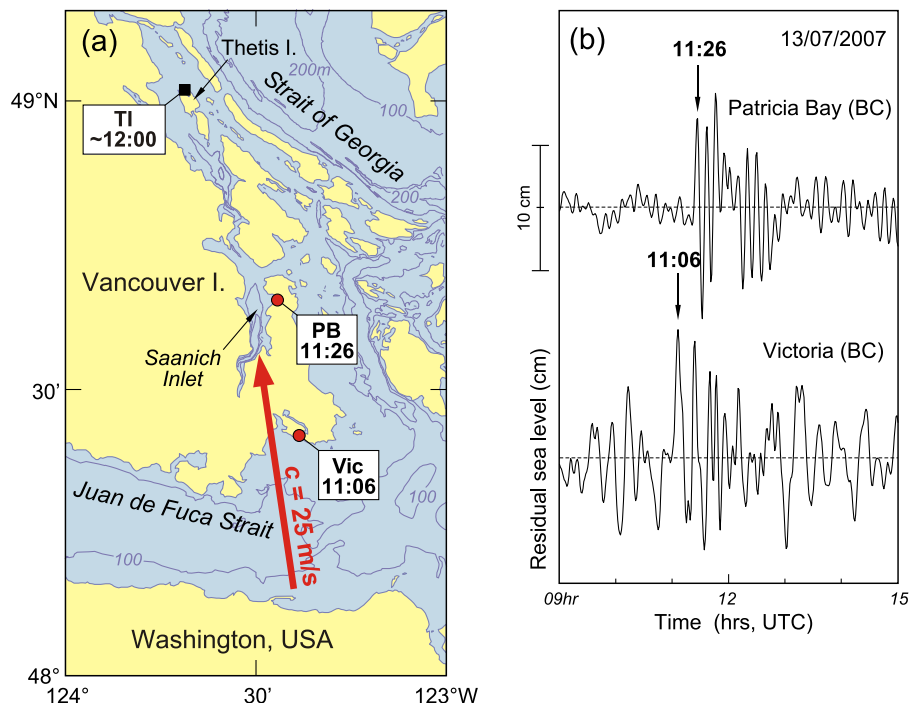 (a)
Thetis I.
200m
100
Strait of Georgia
49°N
TI
~12:00
200
Vancouver I.
PB
11:26
Saanich
Inlet
30'
Vic
11:06
100
Juan de Fuca Strait
c = 25 m/s
100
Washington, USA
48°
124°
30'
123°W
(b)
13/07/2007
11:26
Patricia Bay (BC)
10 cm
11:06
Victoria (BC)
Residual sea level (cm)
09hr
12
15
Time (hrs, UTC)